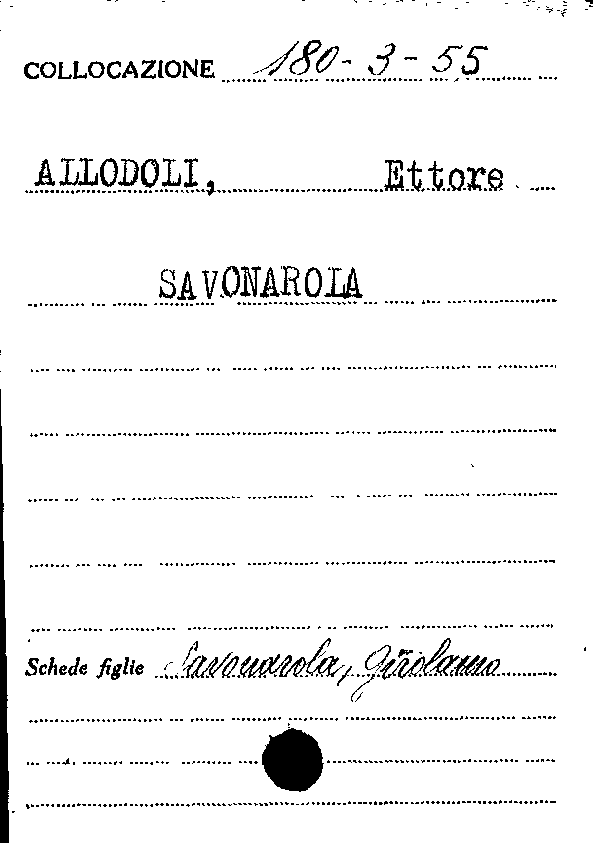 COLLOCAZIONE 180-3-55
ALLODOLI, Ettore
SAVONAROLA
Schede figlie Savonarola, Girolamo